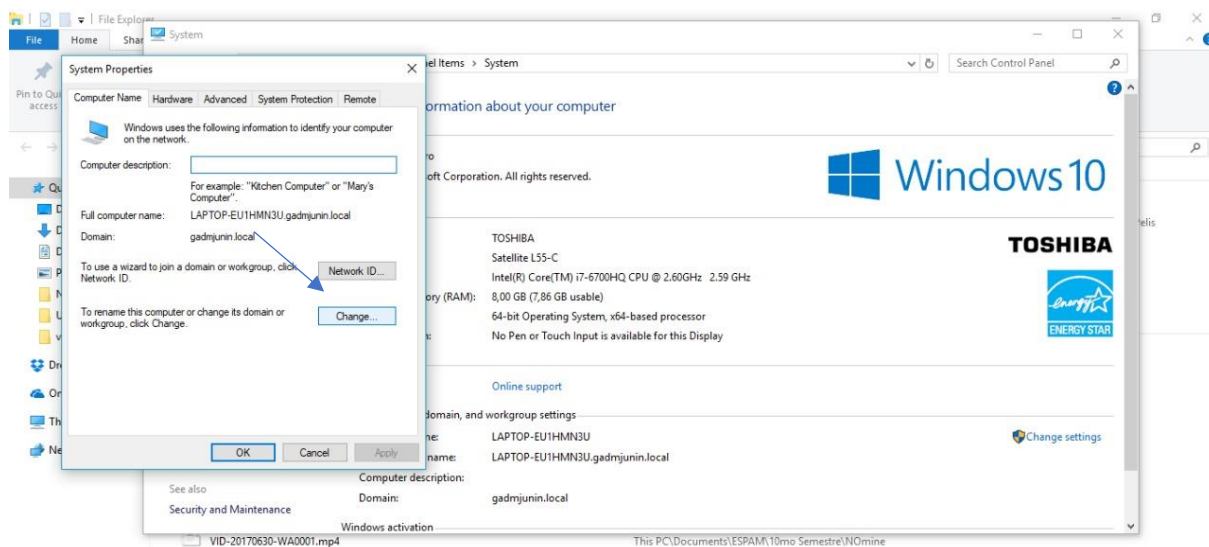 File Explorer
System
File Home Shar
el Items > System
Search Control Panel
System Properties
Pin to Qui
access
Computer Name Hardware Advanced System Protection Remote
ormation about your computer
Windows uses the following information to identify your computer
on the network.
Computer description:
For example: "Kitchen Computer" or "Mary's
Computer".
Full computer name: LAPTOP-EU1HMN3U.gadmjunin.local
Domain: gadmjunin.local
To use a wizard to join a domain or workgroup, click
Network ID.
Network ID...
To rename this computer or change its domain or
workgroup, click Change.
Change...
OK Cancel Apply
ro
oft Corporation. All rights reserved.
Windows 10
TOSHIBA
Satellite L55-C
Intel(R) Core(TM) i7-6700HQ CPU @ 2.60GHz 2.59 GHz
ory (RAM): 8,00 GB (7,86 GB usable)
64-bit Operating System, x64-based processor
No Pen or Touch Input is available for this Display
TOSHIBA
energy
ENERGY STAR
elis
Online support
domain, and workgroup settings
me: LAPTOP-EU1HMN3U
name: LAPTOP-EU1HMN3U.gadmjunin.local
Computer description:
Domain: gadmjunin.local
Change settings
Windows activation
See also
Security and Maintenance
Qu
D
D
D
P
N
U
v
Dr
On
Th
Ne
VID-20170630-WA0001.mp4 This PC\Documents\ESPAM\10mo Semestre\NOmine